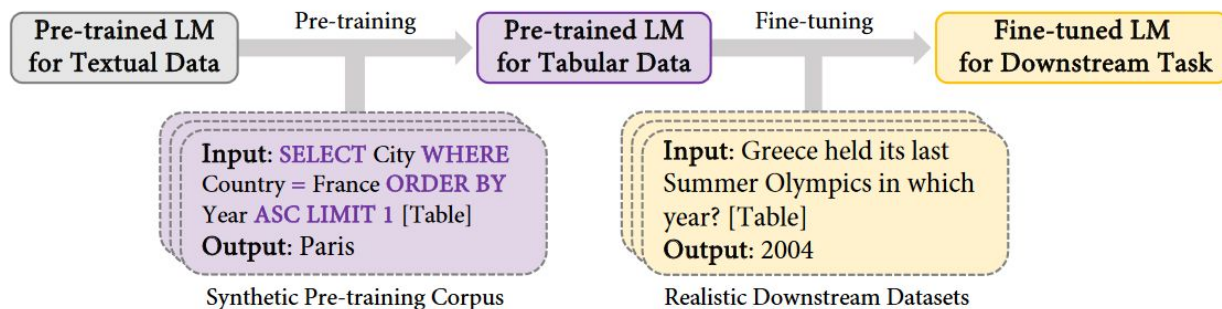 Pre-trained LM
for Textual Data
Pre-training
Pre-trained LM
for Tabular Data
Fine-tuning
Fine-tuned LM
for Downstream Task
Input: SELECT City WHERE
Country = France ORDER BY
Year ASC LIMIT 1 [Table]
Output: Paris
Synthetic Pre-training Corpus
Input: Greece held its last
Summer Olympics in which
year? [Table]
Output: 2004
Realistic Downstream Datasets